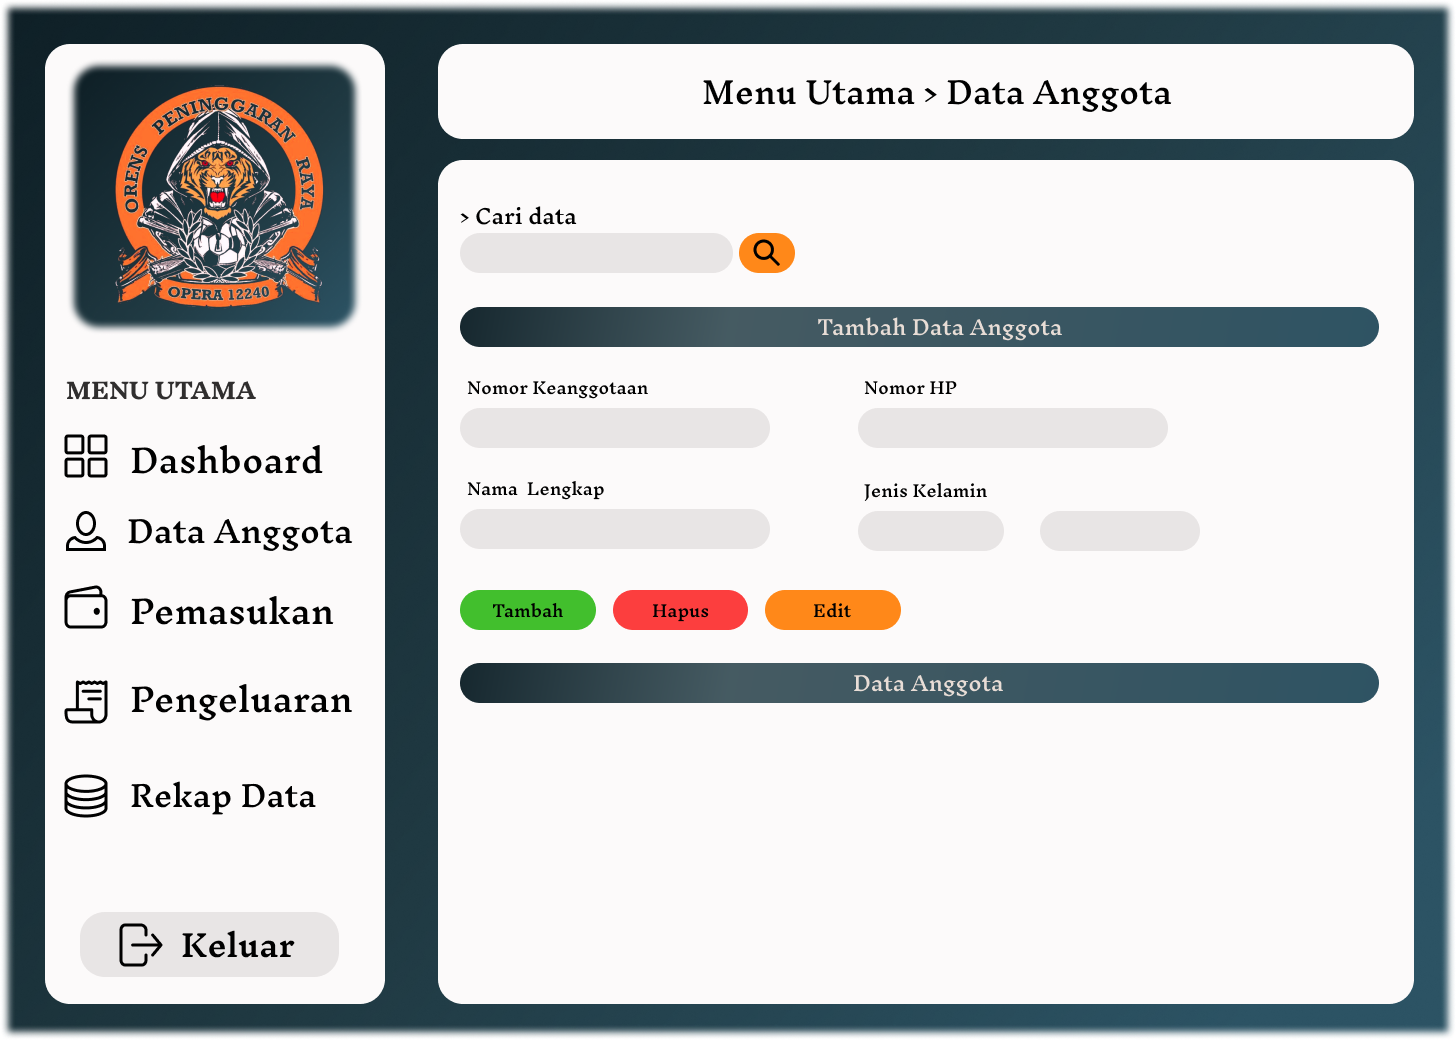 ORENS PENINGGARAN RAYA
OPERA 12240
MENU UTAMA
Dashboard
Data Anggota
Pemasukan
Pengeluaran
Rekap Data
Keluar
Menu Utama > Data Anggota
> Cari data
Tambah Data Anggota
Nomor Keanggotaan
Nomor HP
Nama Lengkap
Jenis Kelamin
Tambah
Hapus
Edit
Data Anggota